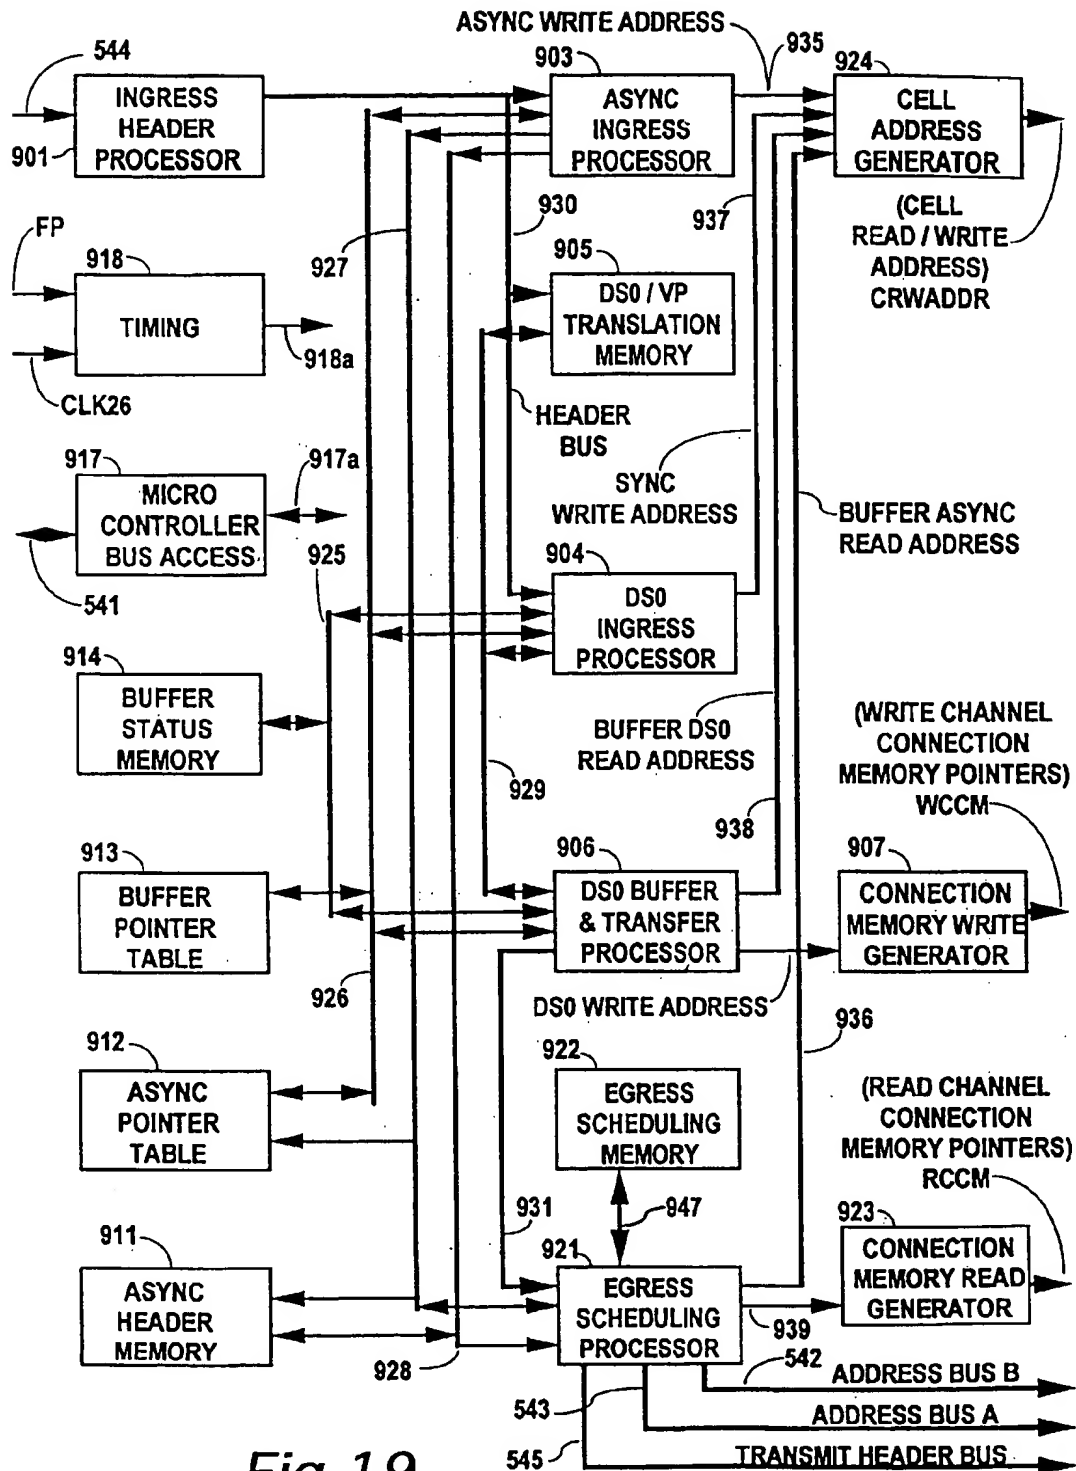 ASYNC WRITE ADDRESS
544
903
935
924
INGRESS
HEADER
PROCESSOR
901
ASYNC
INGRESS
PROCESSOR
CELL
ADDRESS
GENERATOR
FP
918
927
930
937
(CELL
READ / WRITE
ADDRESS)
CRWADDR
905
TIMING
918a
DS0 / VP
TRANSLATION
MEMORY
CLK26
HEADER
BUS
917
917a
MICRO
CONTROLLER
BUS ACCESS
541
925
SYNC
WRITE ADDRESS
BUFFER ASYNC
READ ADDRESS
904
DS0
INGRESS
PROCESSOR
914
BUFFER
STATUS
MEMORY
BUFFER DS0
READ ADDRESS
929
938
(WRITE CHANNEL
CONNECTION
MEMORY POINTERS)
WCCM
913
906
907
BUFFER
POINTER
TABLE
DS0 BUFFER
& TRANSFER
PROCESSOR
CONNECTION
MEMORY WRITE
GENERATOR
926
DS0 WRITE ADDRESS
936
912
922
ASYNC
POINTER
TABLE
EGRESS
SCHEDULING
MEMORY
(READ CHANNEL
CONNECTION
MEMORY POINTERS)
RCCM
931
947
911
921
923
ASYNC
HEADER
MEMORY
EGRESS
SCHEDULING
PROCESSOR
CONNECTION
MEMORY READ
GENERATOR
939
928
542
ADDRESS BUS B
543
ADDRESS BUS A
545
TRANSMIT HEADER BUS
Fig. 19